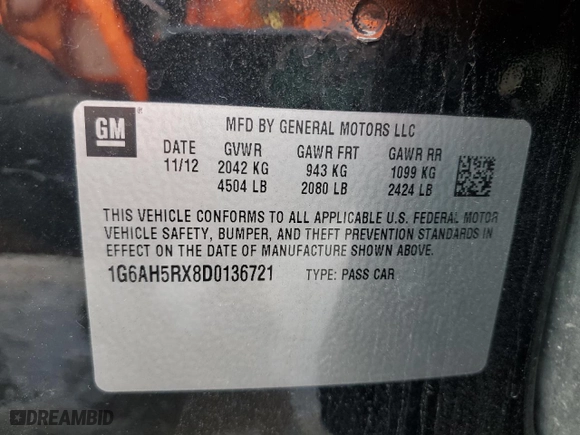 GM
MFD BY GENERAL MOTORS LLC
DATE GVWR GAWR FRT GAWR RR
11/12 2042 KG 943 KG 1099 KG
4504 LB 2080 LB 2424 LB
THIS VEHICLE CONFORMS TO ALL APPLICABLE U.S. FEDERAL MOTOR
VEHICLE SAFETY, BUMPER, AND THEFT PREVENTION STANDARDS IN
EFFECT ON THE DATE OF MANUFACTURE SHOWN ABOVE.
1G6AH5RX8D0136721 TYPE: PASS CAR
DREAMBID